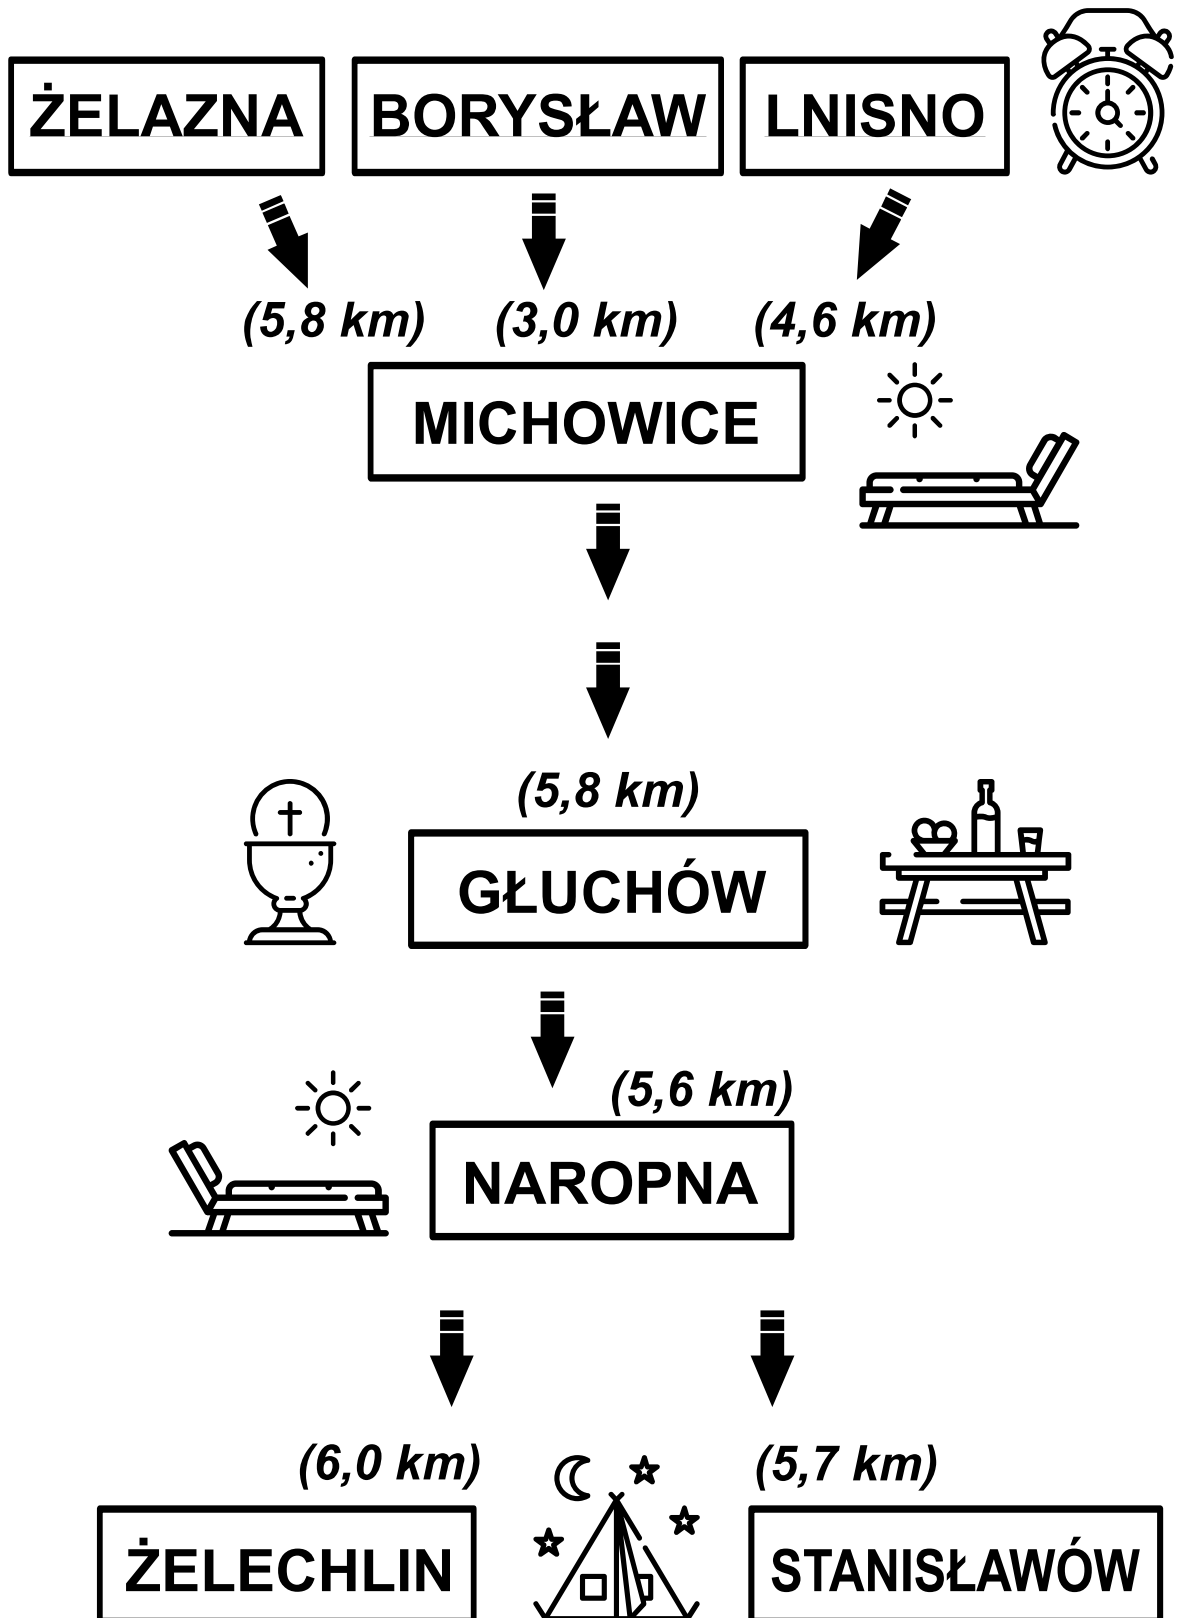 ŻELAZNA BORYSŁAW LNISNO
(5,8 km) (3,0 km) (4,6 km)
MICHOWICE
(5,8 km)
GŁUCHÓW
(5,6 km)
NAROPNA
(6,0 km) (5,7 km)
ŻELECHLIN STANISŁAWÓW